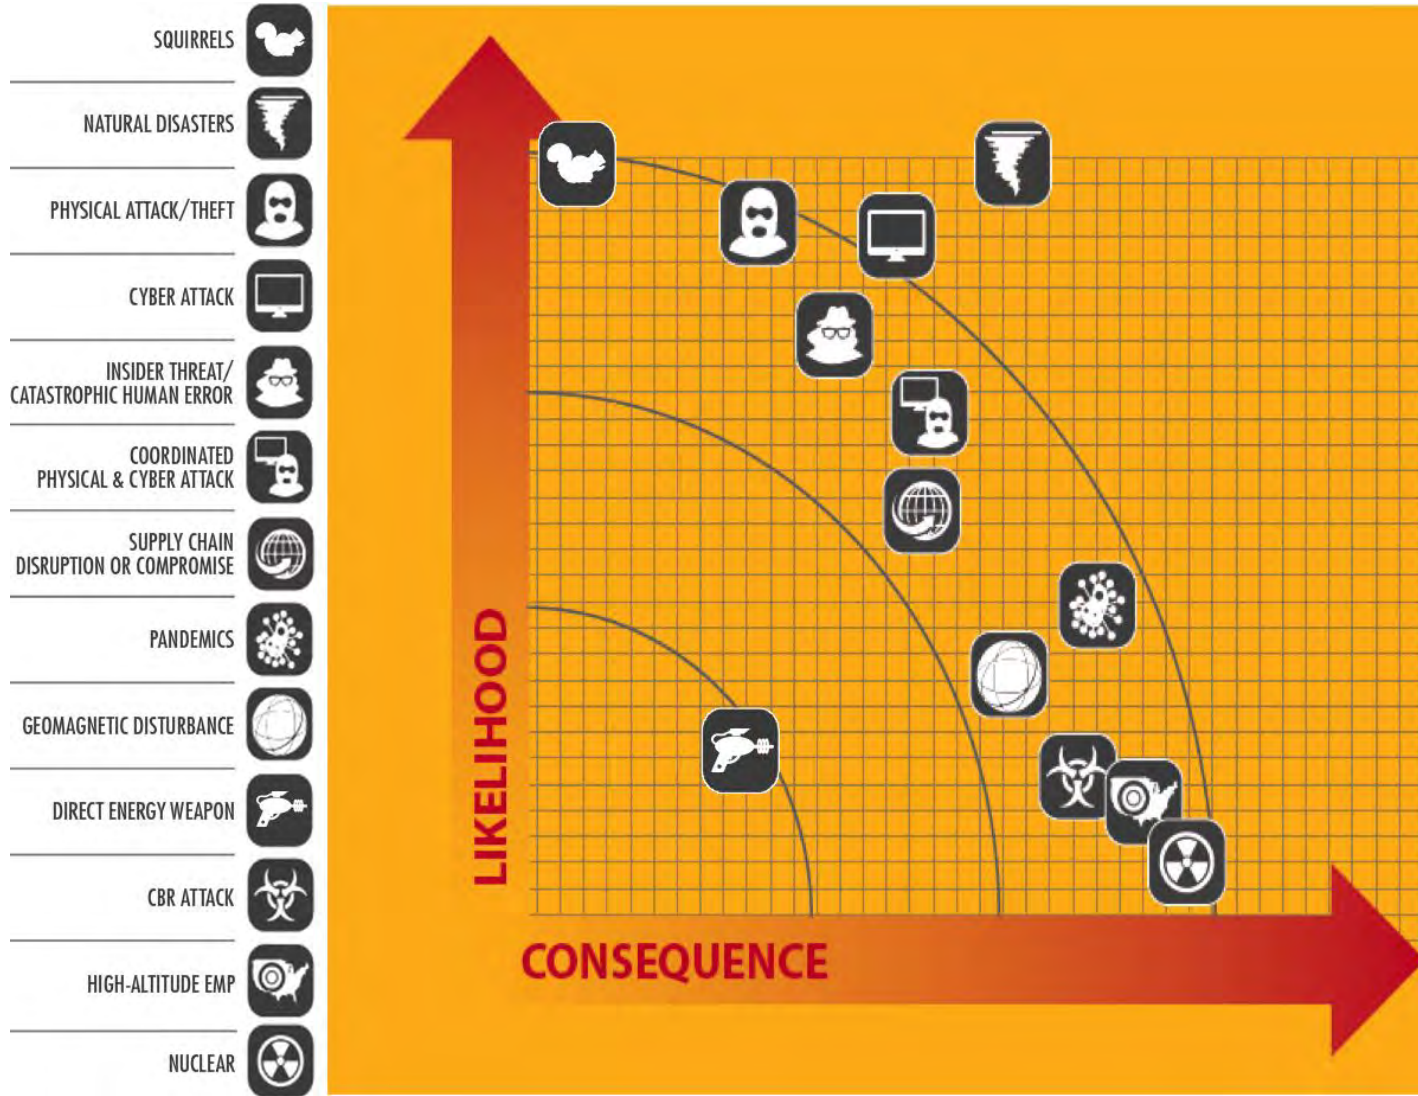 SQUIRRELS
NATURAL DISASTERS
PHYSICAL ATTACK/THEFT
CYBER ATTACK
INSIDER THREAT/
CATASTROPHIC HUMAN ERROR
COORDINATED
PHYSICAL & CYBER ATTACK
SUPPLY CHAIN
DISRUPTION OR COMPROMISE
PANDEMICS
GEOMAGNETIC DISTURBANCE
DIRECT ENERGY WEAPON
CBR ATTACK
HIGH-ALTITUDE EMP
NUCLEAR
LIKELIHOOD
CONSEQUENCE